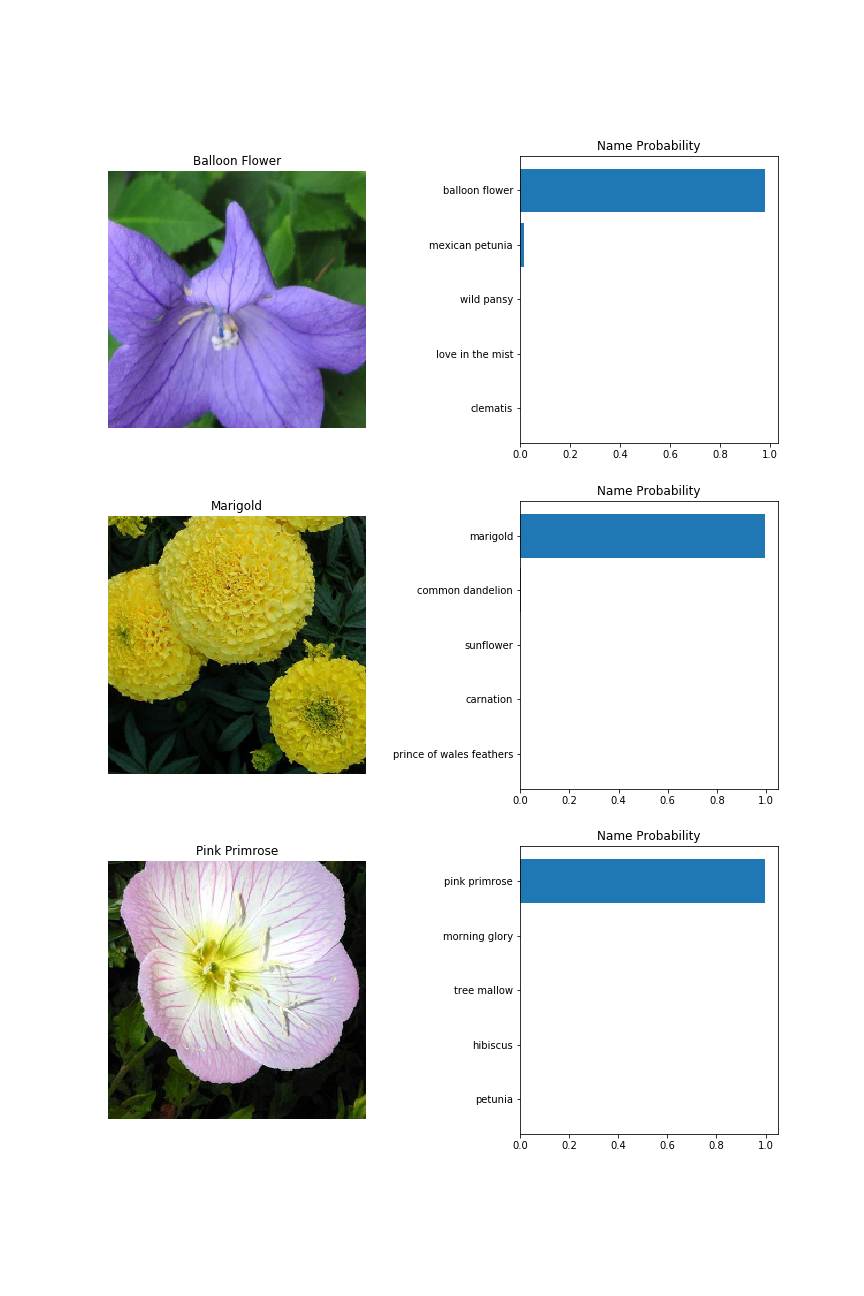 Balloon Flower
Name Probability
balloon flower
mexican petunia
wild pansy
love in the mist
clematis
0.0 0.2 0.4 0.6 0.8 1.0
Marigold
Name Probability
marigold
common dandelion
sunflower
carnation
prince of wales feathers
0.0 0.2 0.4 0.6 0.8 1.0
Pink Primrose
Name Probability
pink primrose
morning glory
tree mallow
hibiscus
petunia
0.0 0.2 0.4 0.6 0.8 1.0